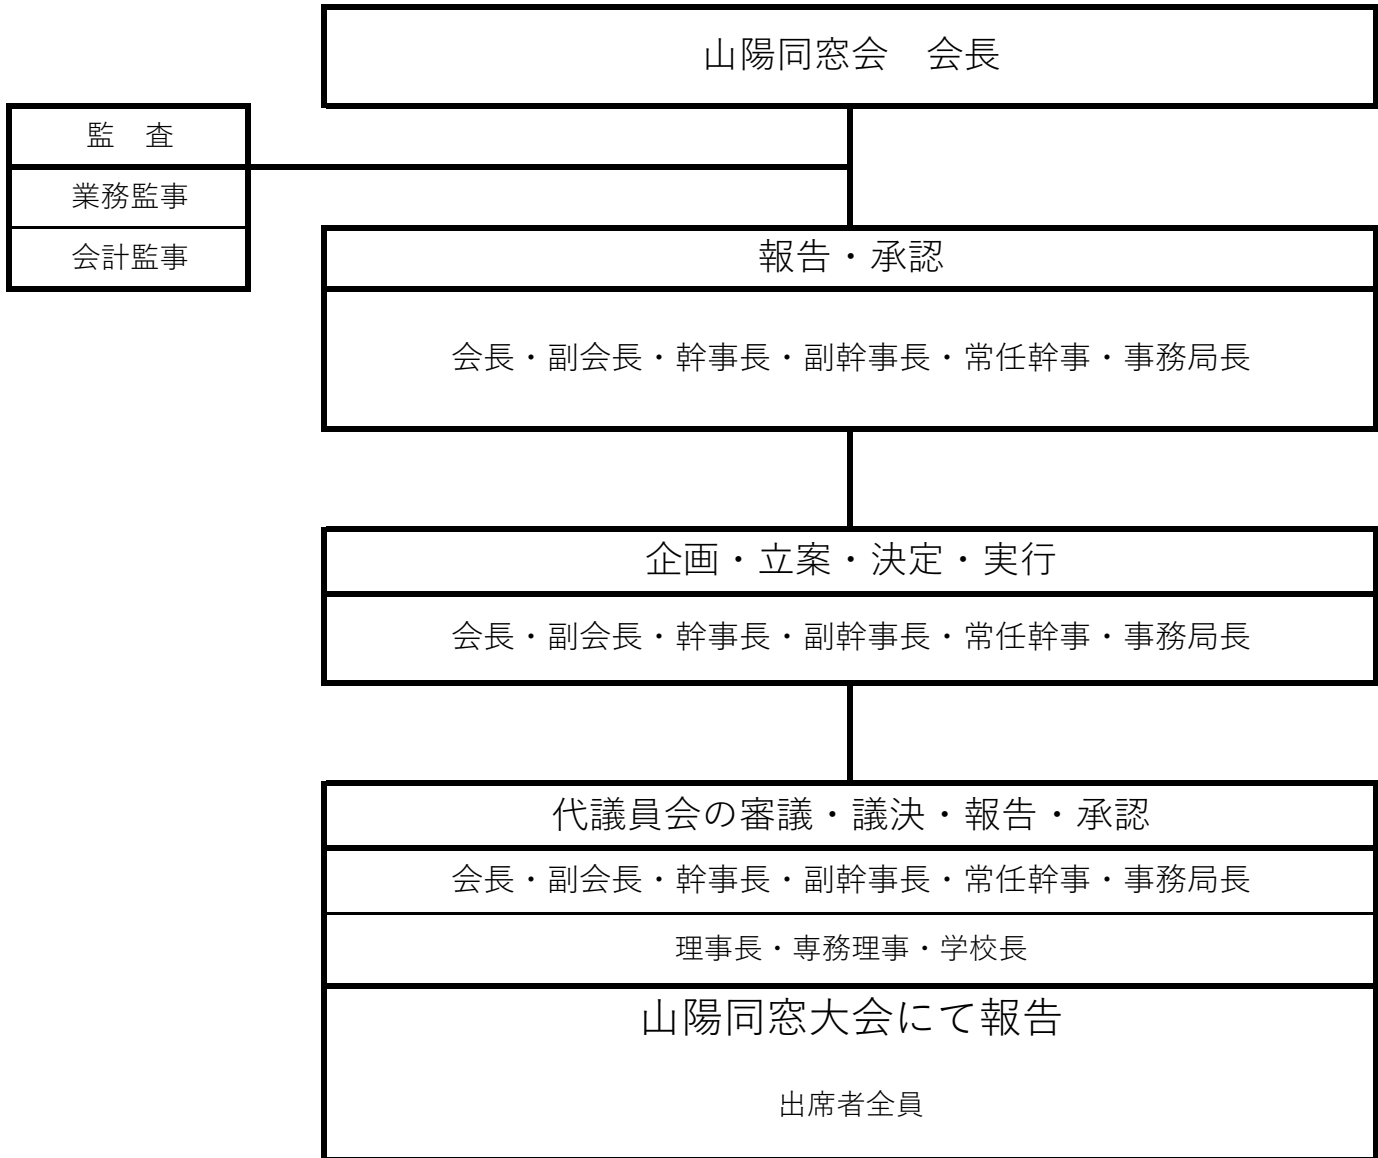 山陽同窓会　会長
監　査
業務監事
会計監事
報告・承認
会長・副会長・幹事長・副幹事長・常任幹事・事務局長
企画・立案・決定・実行
会長・副会長・幹事長・副幹事長・常任幹事・事務局長
代議員会の審議・議決・報告・承認
会長・副会長・幹事長・副幹事長・常任幹事・事務局長
理事長・専務理事・学校長
山陽同窓大会にて報告
出席者全員